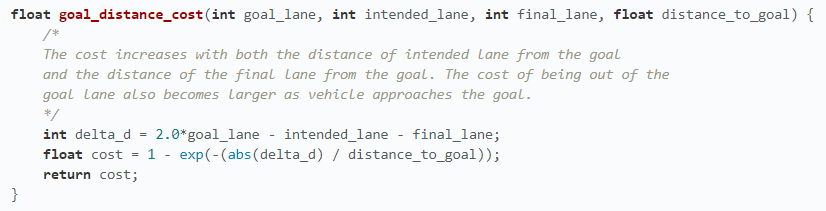 float goal_distance_cost(int goal_lane, int intended_lane, int final_lane, float distance_to_goal) {
    /*
    The cost increases with both the distance of intended lane from the goal
    and the distance of the final lane from the goal. The cost of being out of the
    goal lane also becomes larger as vehicle approaches the goal.
    */
    int delta_d = 2.0*goal_lane - intended_lane - final_lane;
    float cost = 1 - exp(-(abs(delta_d) / distance_to_goal));
    return cost;
}